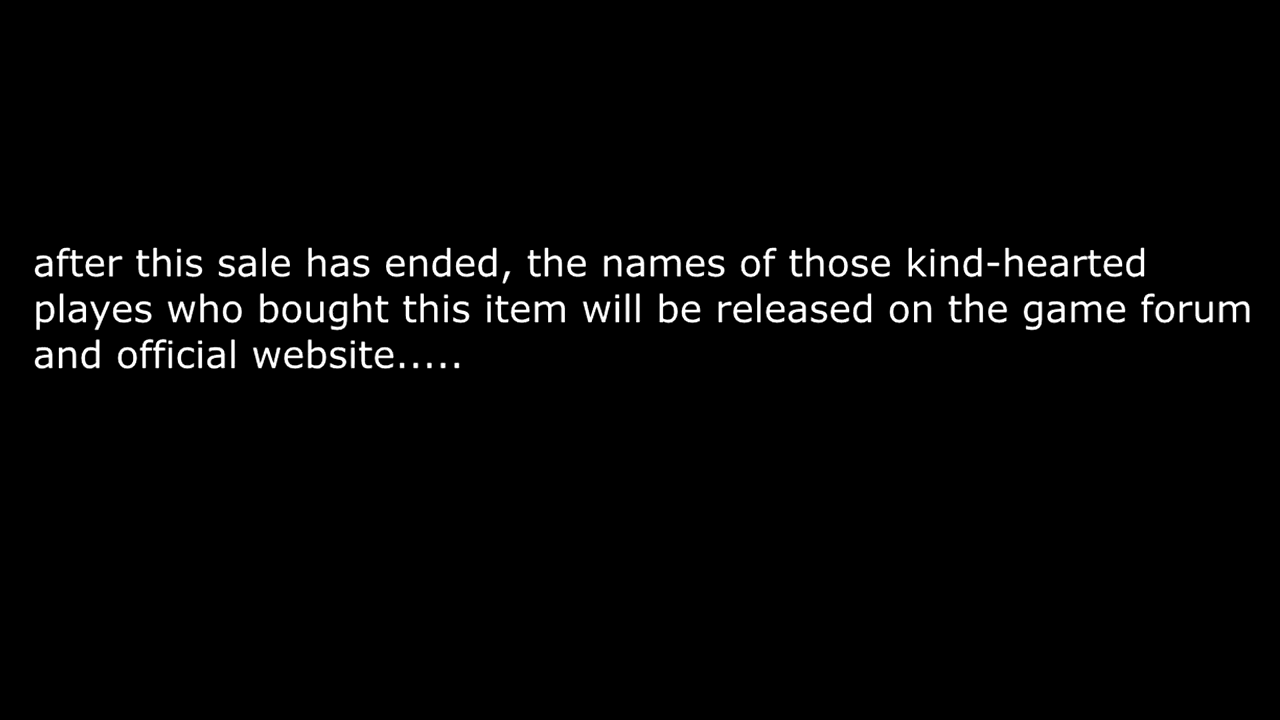 after this sale has ended, the names of those kind-hearted
playes who bought this item will be released on the game forum
and official website.....